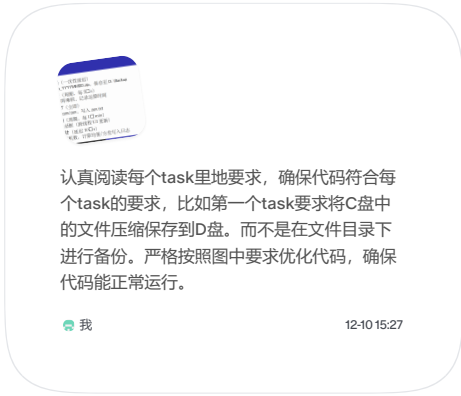 认真阅读每个task里地要求，确保代码符合每
个task的要求，比如第一个task要求将C盘中
的文件压缩保存到D盘。而不是在文件目录下
进行备份。严格按照图中要求优化代码，确保
代码能正常运行。
我
12-10 15:27